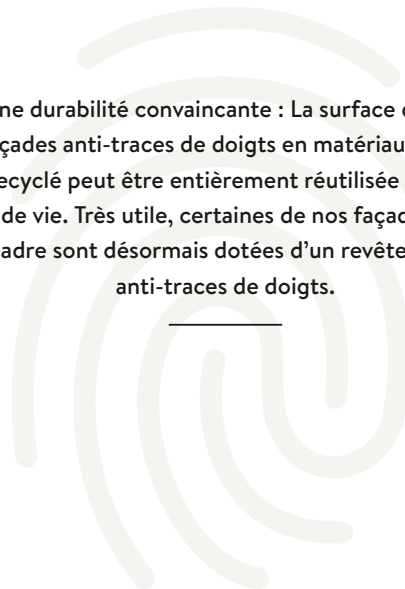 ne durabilité convaincante : La surface
çades anti-traces de doigts en matériau
ecyclé peut être entièrement réutilisée
de vie. Très utile, certaines de nos façad
adre sont désormais dotées d’un revête
anti-traces de doigts.